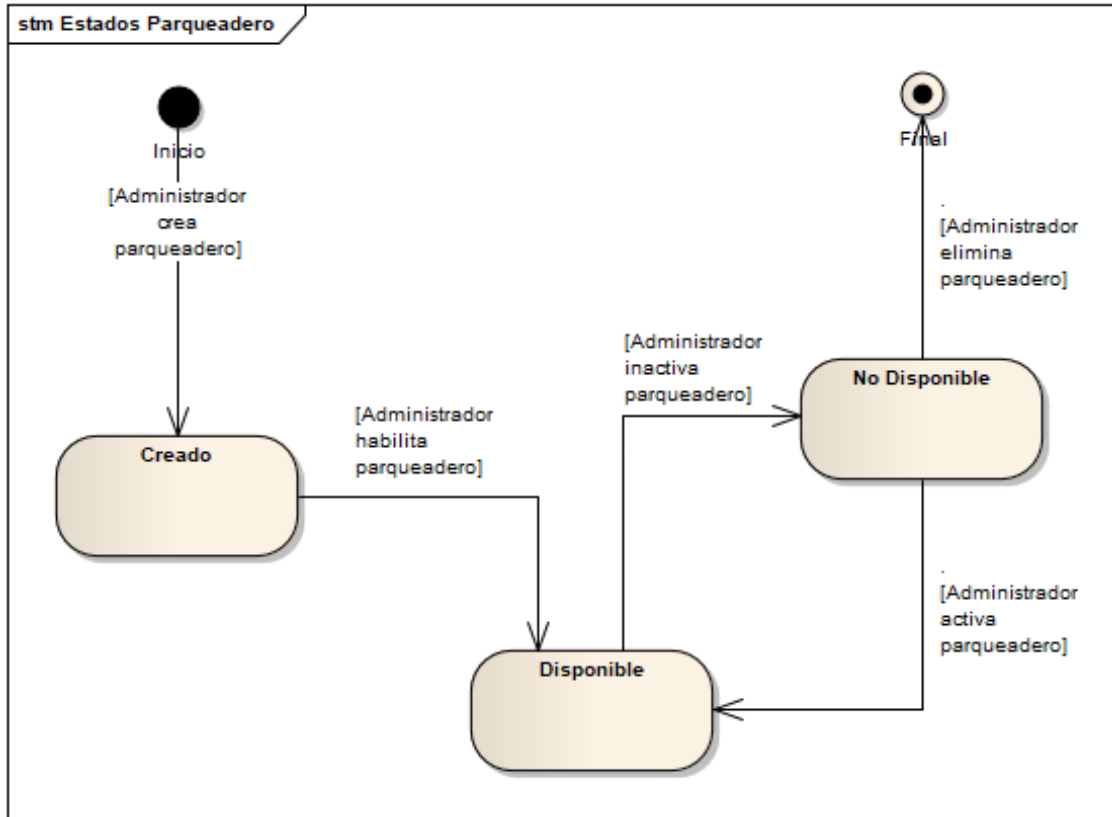 stm Estados Parqueadero
Inicio
Final
[Administrador
crea
parqueadero]
.
[Administrador
elimina
parqueadero]
[Administrador
inactiva
parqueadero]
No Disponible
[Administrador
habilita
parqueadero]
Creado
.
[Administrador
activa
parqueadero]
Disponible